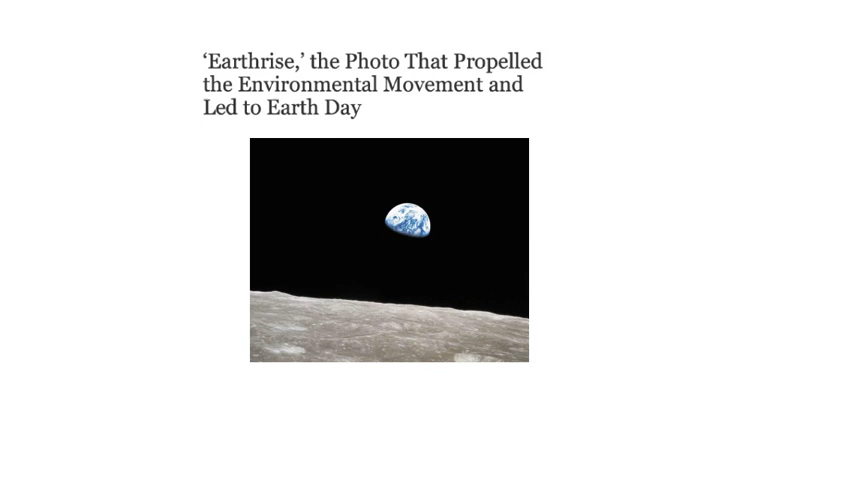 ‘Earthrise,’ the Photo That Propelled
the Environmental Movement and
Led to Earth Day